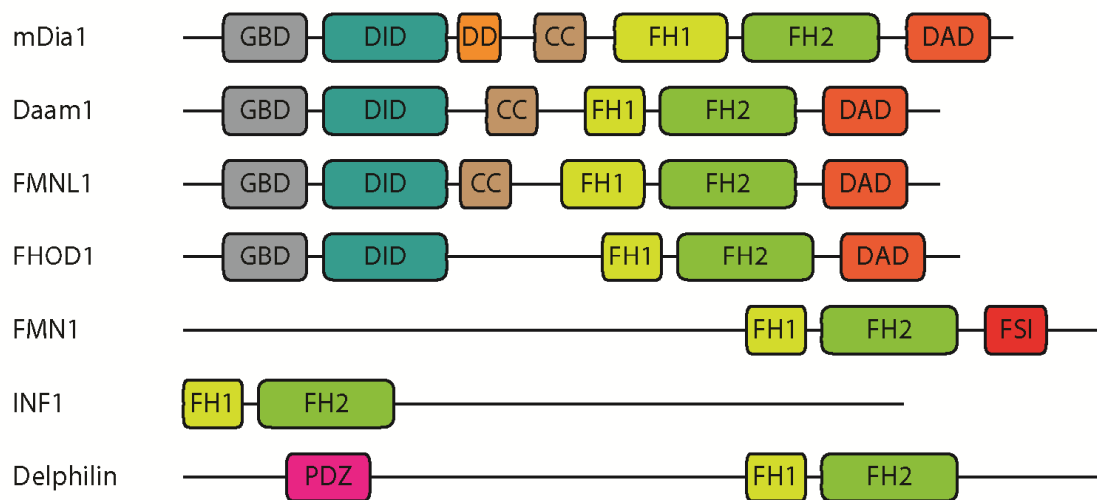 mDia1 GBD DID DD CC FH1 FH2 DAD
Daam1 GBD DID CC FH1 FH2 DAD
FMNL1 GBD DID CC FH1 FH2 DAD
FHOD1 GBD DID FH1 FH2 DAD
FMN1 FH1 FH2 FSI
INF1 FH1 FH2
Delphilin PDZ FH1 FH2